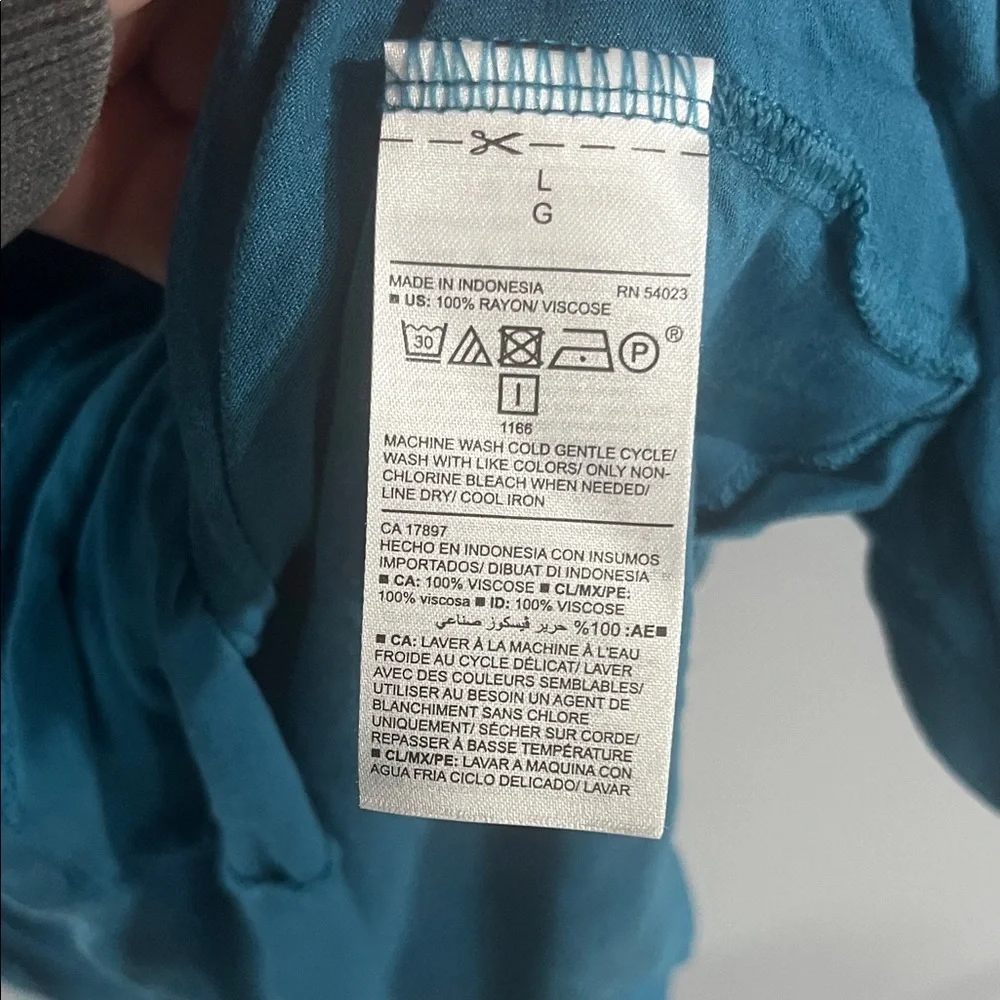 L
G
MADE IN INDONESIA RN 54023
■ US: 100% RAYON/ VISCOSE
30 P ®
1166
MACHINE WASH COLD GENTLE CYCLE/
WASH WITH LIKE COLORS/ ONLY NON-
CHLORINE BLEACH WHEN NEEDED/
LINE DRY/ COOL IRON
CA 17897
HECHO EN INDONESIA CON INSUMOS
IMPORTADOS/ DIBUAT DI INDONESIA
■ CA: 100% VISCOSE ■ CL/MX/PE:
100% viscosa ■ ID: 100% VISCOSE
■AE: 100% حرير ڤيسكوز صناعي
■ CA: LAVER À LA MACHINE À L'EAU
FROIDE AU CYCLE DÉLICAT/ LAVER
AVEC DES COULEURS SEMBLABLES/
UTILISER AU BESOIN UN AGENT DE
BLANCHIMENT SANS CHLORE
UNIQUEMENT/ SÉCHER SUR CORDE/
REPASSER À BASSE TEMPÉRATURE
■ CL/MX/PE: LAVAR A MAQUINA CON
AGUA FRIA CICLO DELICADO/ LAVAR